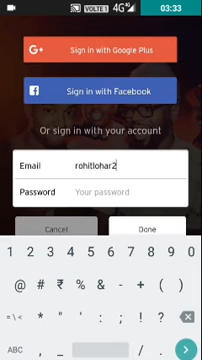 VOLTE 1 4G 03:33
G+ Sign in with Google Plus
f Sign in with Facebook
Or sign in with your account
Email rohitlohar2
Password Your password
Cancel Done
1 2 3 4 5 6 7 8 9 0
@ # ₹ % & - + ( )
= \ < * " ' : ; ! ?
ABC , _ / .